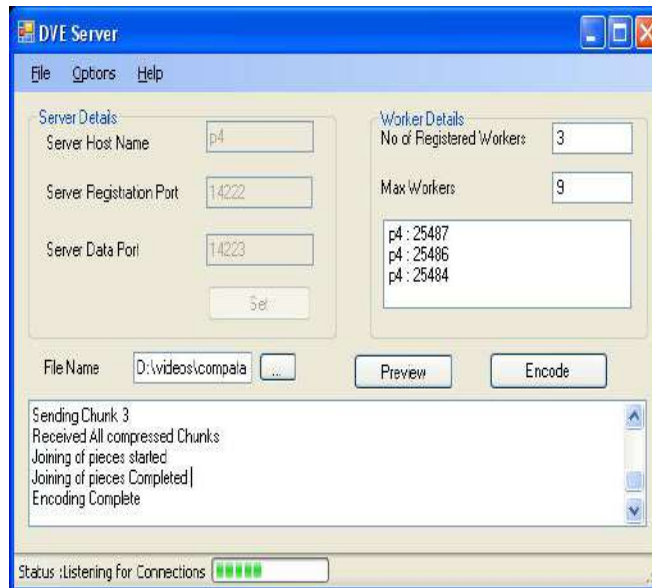 DVE Server
File Options Help
Server Details
Server Host Name p4
Server Registration Port 14222
Server Data Port 14223
Set
Worker Details
No of Registered Workers 3
Max Workers 9
p4 : 25487
p4 : 25486
p4 : 25484
File Name D:\videos\compala ... Preview Encode
Sending Chunk 3
Received All compressed Chunks
Joining of pieces started
Joining of pieces Completed
Encoding Complete
Status :Listening for Connections